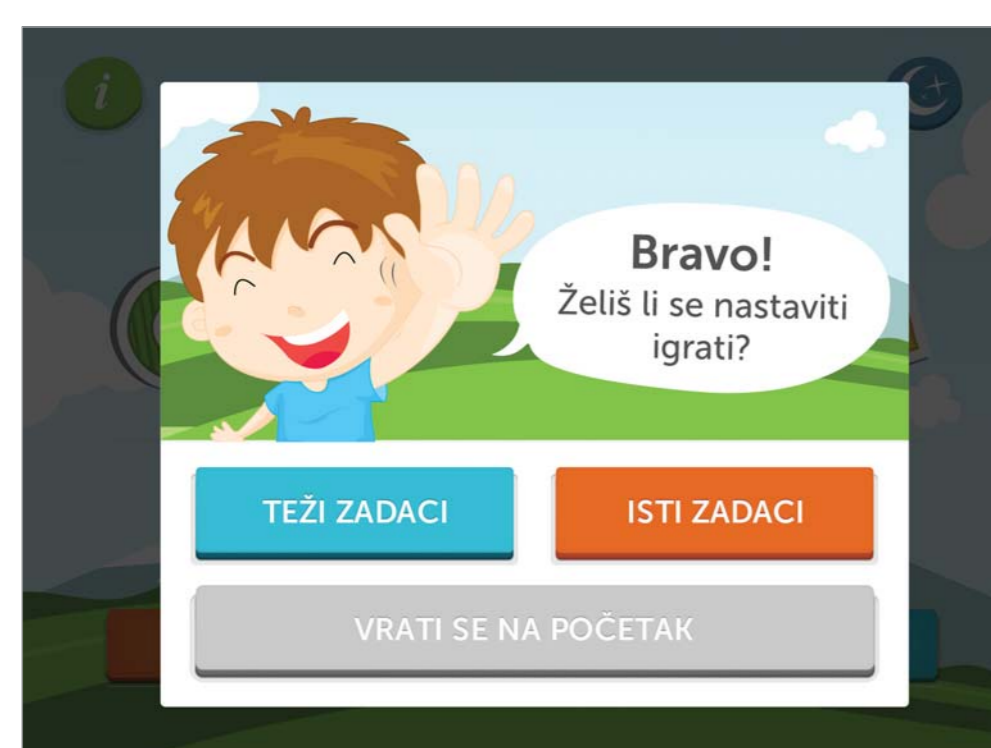 i
Bravo!
Želiš li se nastaviti
igrati?
TEŽI ZADACI
ISTI ZADACI
VRATI SE NA POČETAK